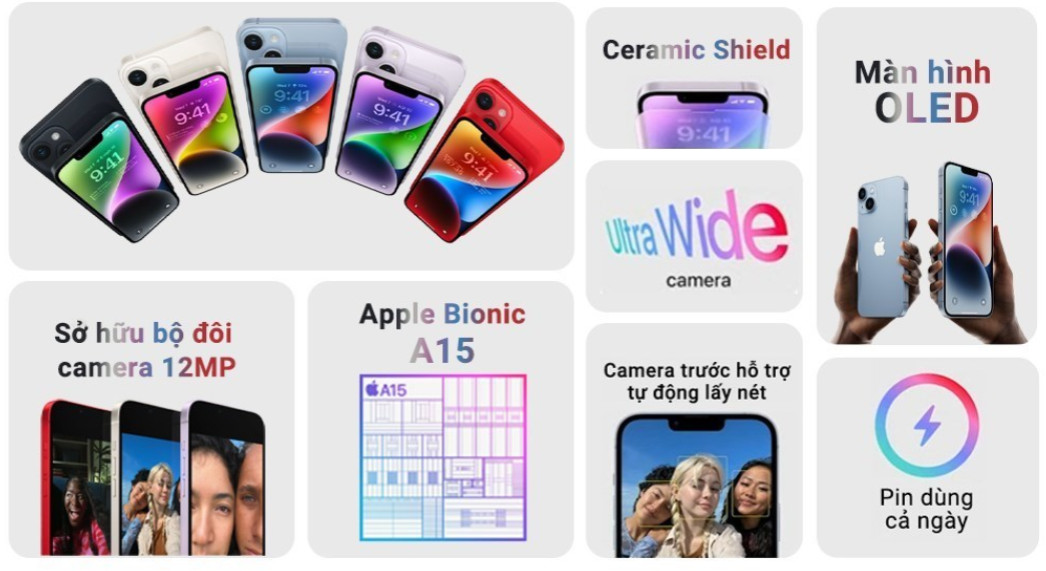 9:41
9:41
9:41
9:41
9:41
Ceramic Shield
9:41
Màn hình
OLED
9:41
Ultra Wide
camera
Sở hữu bộ đôi
camera 12MP
Apple Bionic
A15
A15
Camera trước hỗ trợ
tự động lấy nét
Pin dùng
cả ngày